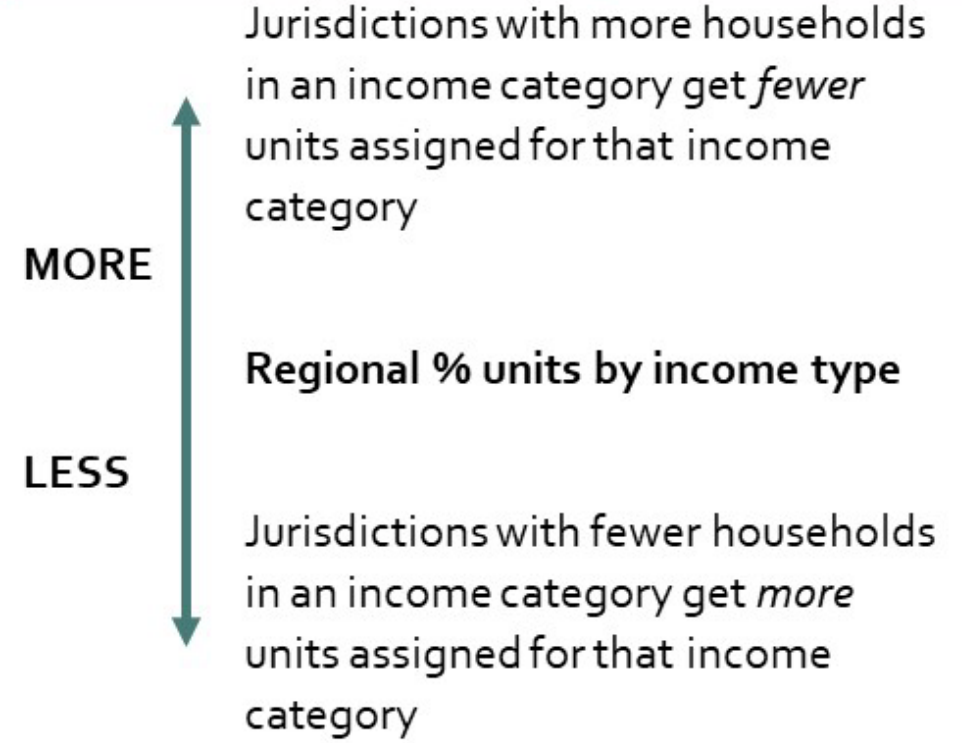 Jurisdictions with more households
in an income category get fewer
units assigned for that income
category
MORE
Regional % units by income type
LESS
Jurisdictions with fewer households
in an income category get more
units assigned for that income
category